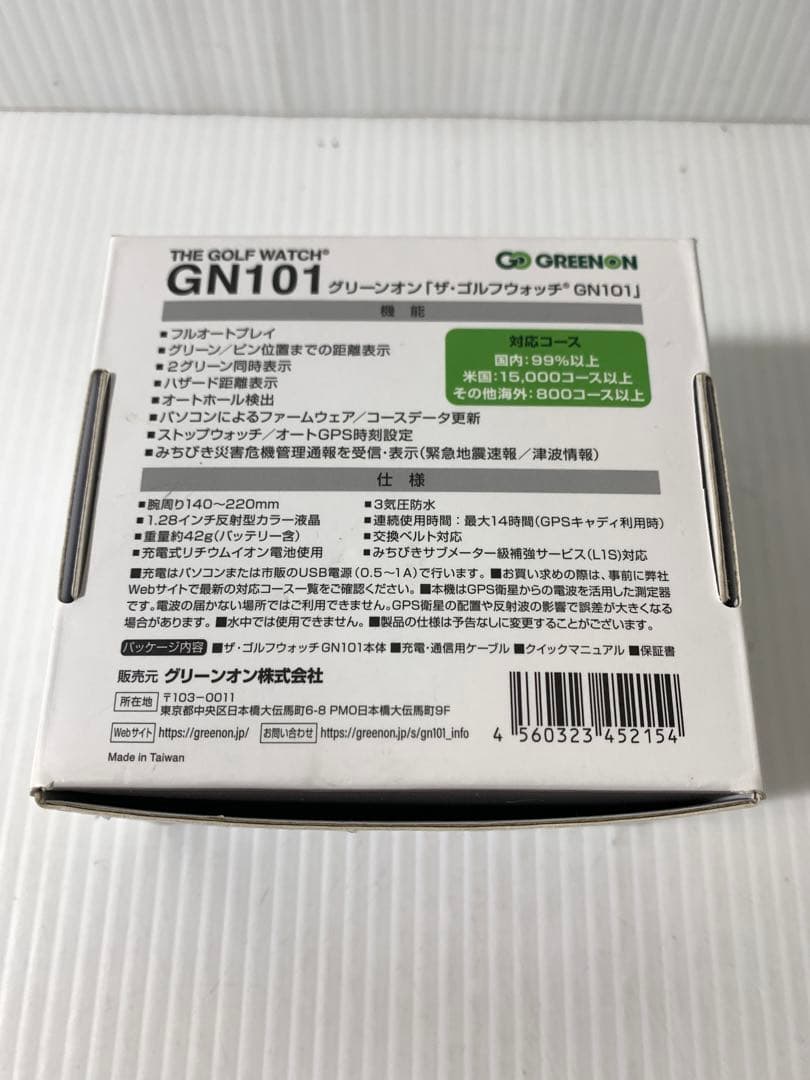 THE GOLF WATCH®
GN101 グリーンオン「ザ・ゴルフウォッチ® GN101」
GREENON
機能
■フルオートプレイ
■グリーン/ピン位置までの距離表示
■2グリーン同時表示
■ハザード距離表示
■オートホール検出
■パソコンによるファームウェア/コースデータ更新
■ストップウォッチ/オートGPS時刻設定
■みちびき災害危機管理通報を受信・表示(緊急地震速報/津波情報)
対応コース
国内:99%以上
米国:15,000コース以上
その他海外:800コース以上
仕様
■腕周り140〜220mm
■1.28インチ反射型カラー液晶
■重量約42g(バッテリー含)
■充電式リチウムイオン電池使用
■3気圧防水
■連続使用時間:最大14時間(GPSキャディ利用時)
■交換ベルト対応
■みちびきサブメーター級補強サービス(L1S)対応
■充電はパソコンまたは市販のUSB電源(0.5〜1A)で行います。■お買い求めの際は、事前に弊社
Webサイトで最新の対応コース一覧をご確認ください。■本機はGPS衛星からの電波を活用した測定器
です。電波の届かない場所ではご利用できません。GPS衛星の配置や反射波の影響で誤差が大きくなる
場合があります。■水中では使用できません。■製品の仕様は予告なしに変更することがございます。
パッケージ内容 ■ザ・ゴルフウォッチ GN101本体 ■充電・通信用ケーブル ■クイックマニュアル ■保証書
販売元 グリーンオン株式会社
所在地 〒103-0011
東京都中央区日本橋大伝馬町6-8 PMO日本橋大伝馬町9F
Webサイト https://greenon.jp/ お問い合わせ https://greenon.jp/s/gn101_info
Made in Taiwan
4 560323 452154